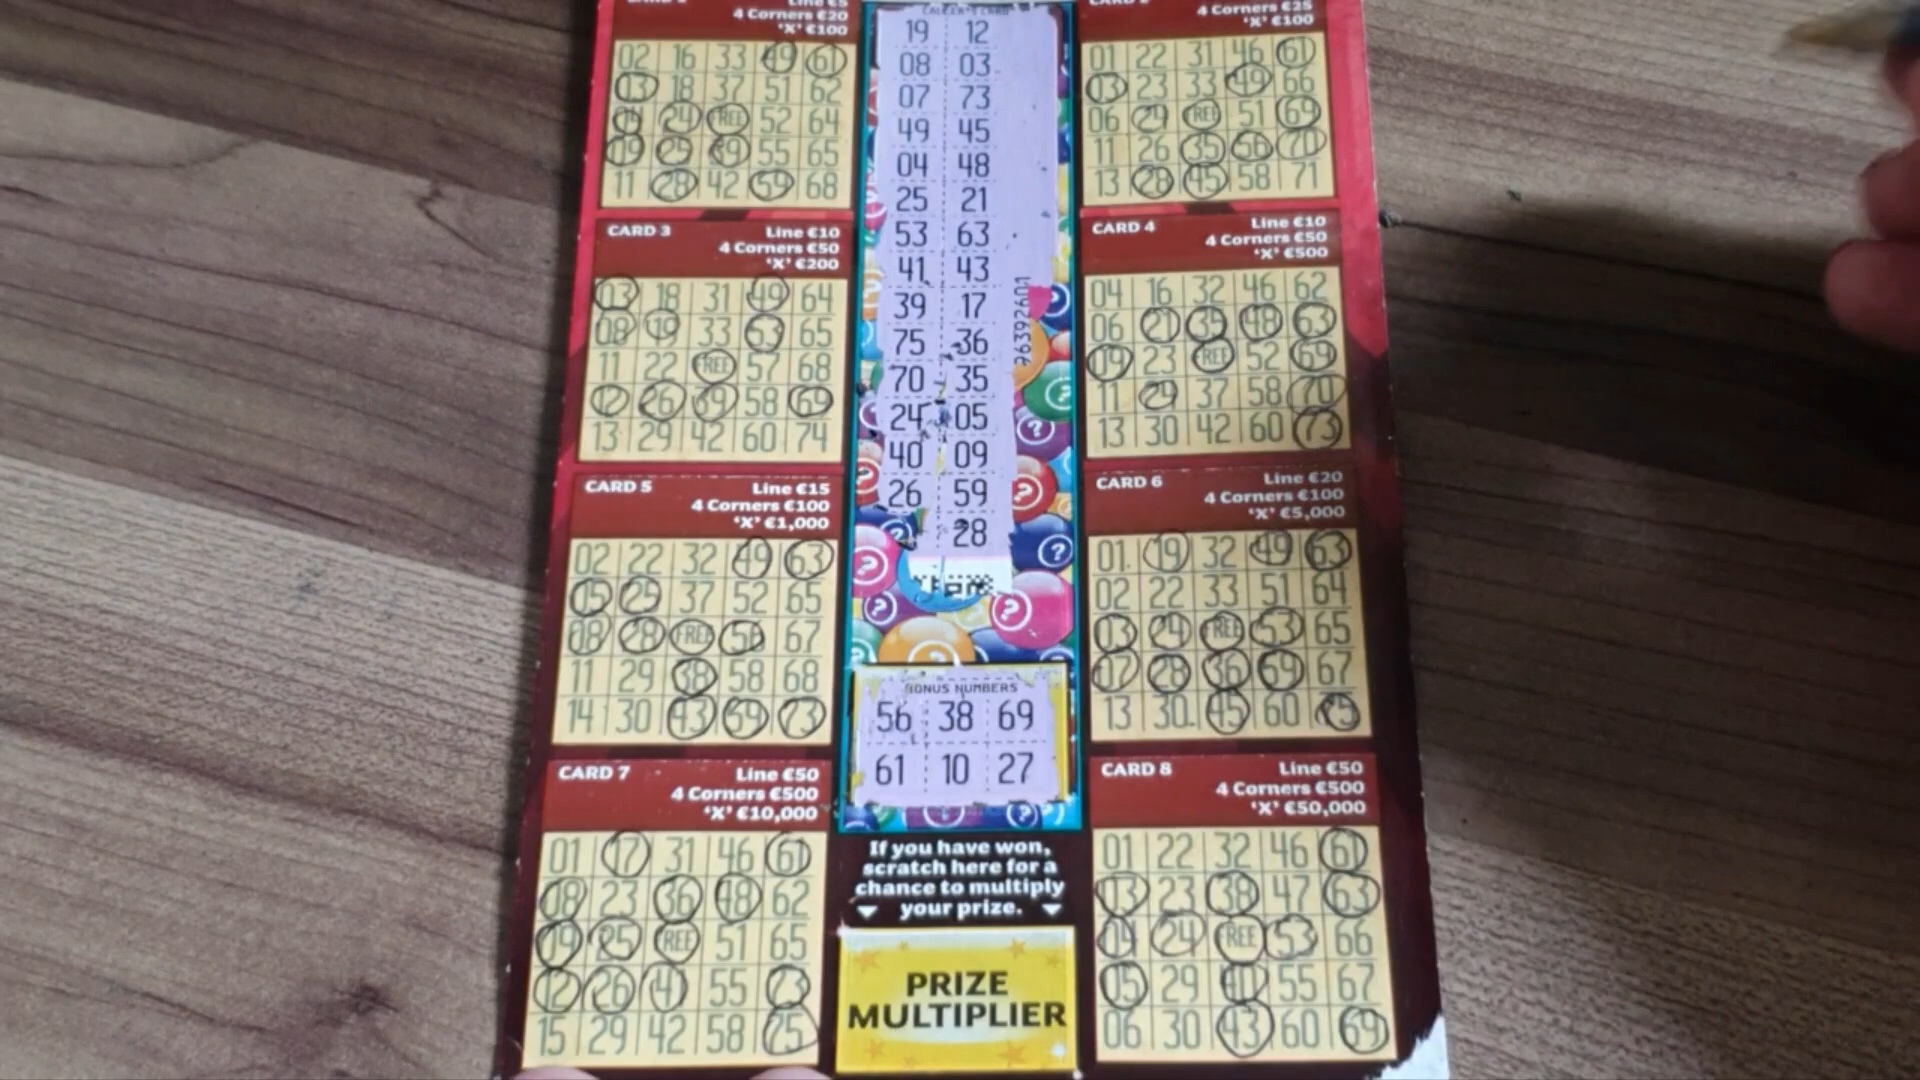 Line €5
4 Corners €20
'X' €100
02 16 33 49 61
03 18 37 51 62
04 24 FREE 52 64
09 25 39 55 65
11 28 42 59 68
CALLER'S CARD
19 12
08 03
07 73
49 45
04 48
25 21
53 63
41 43
39 17
75 36
70 35
24 05
40 09
26 59
28
96392601
4 Corners €25
'X' €100
01 22 31 46 61
03 23 33 49 66
06 24 FREE 51 69
11 26 35 56 70
13 28 45 58 71
CARD 3
Line €10
4 Corners €50
'X' €200
03 18 31 49 64
08 19 33 63 65
11 22 FREE 57 68
12 26 39 58 69
13 29 42 60 74
CARD 4
Line €10
4 Corners €50
'X' €500
04 16 32 46 62
06 21 35 48 63
09 23 FREE 52 69
11 24 37 58 70
13 30 42 60 73
CARD 5
Line €15
4 Corners €100
'X' €1,000
02 22 32 49 63
05 25 37 52 65
08 28 FREE 56 67
11 29 38 58 68
14 30 43 59 73
CARD 6
Line €20
4 Corners €100
'X' €5,000
01 19 32 49 63
02 22 33 51 64
03 24 FREE 53 65
07 28 36 59 67
13 30 45 60 75
BONUS NUMBERS
56 38 69
61 10 27
CARD 7
Line €50
4 Corners €500
'X' €10,000
01 17 31 46 61
08 23 36 48 62
09 25 FREE 51 65
12 26 41 55 73
15 29 42 58 75
CARD 8
Line €50
4 Corners €500
'X' €50,000
01 22 32 46 61
03 23 38 47 63
04 24 FREE 53 66
05 29 40 55 67
06 30 43 60 69
If you have won,
scratch here for a
chance to multiply
your prize.
PRIZE
MULTIPLIER